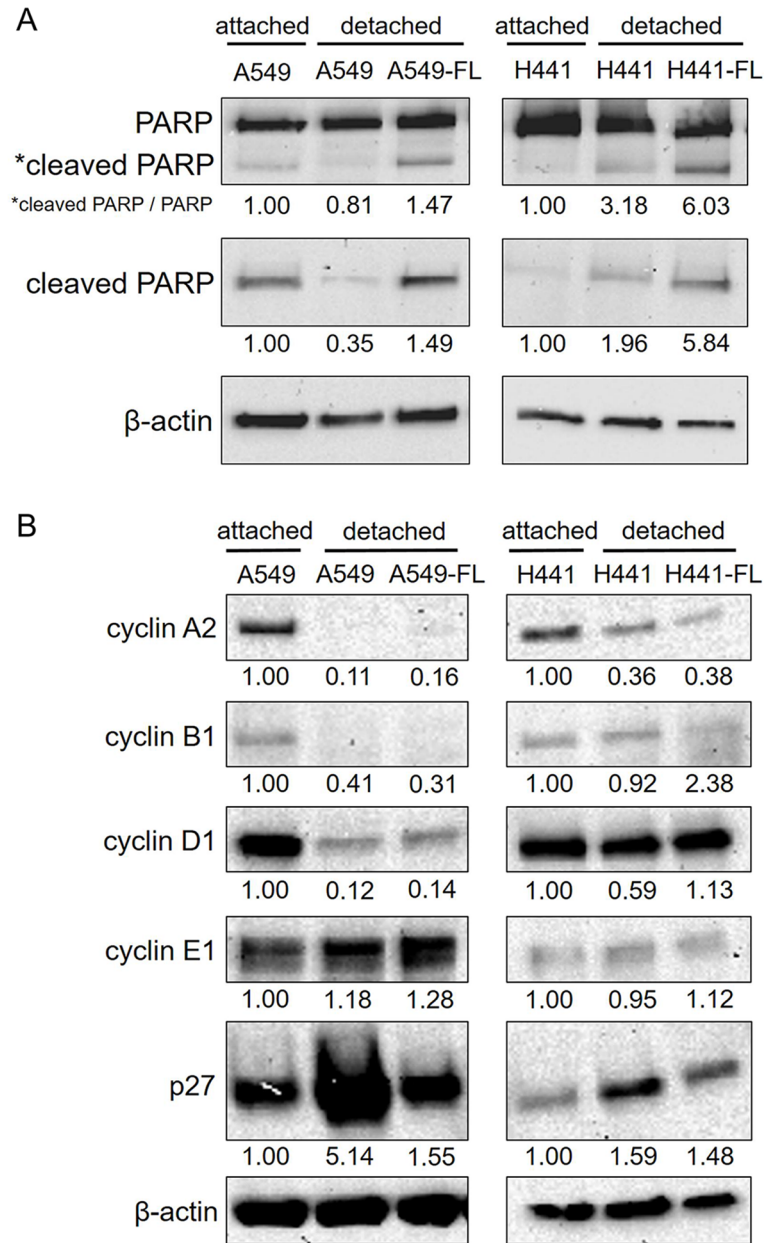 A
attached detached attached detached
A549 A549 A549-FL H441 H441 H441-FL
PARP
*cleaved PARP
*cleaved PARP / PARP 1.00 0.81 1.47 1.00 3.18 6.03
cleaved PARP
1.00 0.35 1.49 1.00 1.96 5.84
β-actin
B
attached detached attached detached
A549 A549 A549-FL H441 H441 H441-FL
cyclin A2
1.00 0.11 0.16 1.00 0.36 0.38
cyclin B1
1.00 0.41 0.31 1.00 0.92 2.38
cyclin D1
1.00 0.12 0.14 1.00 0.59 1.13
cyclin E1
1.00 1.18 1.28 1.00 0.95 1.12
p27
1.00 5.14 1.55 1.00 1.59 1.48
β-actin